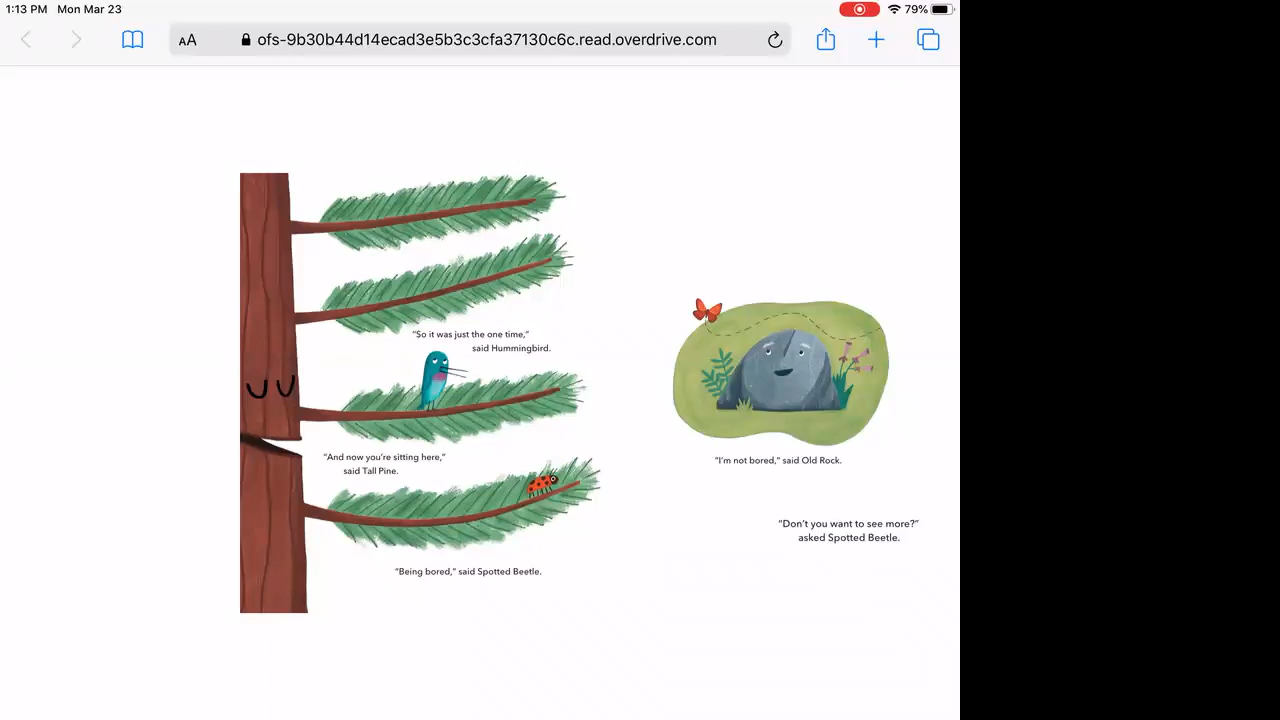 1:13 PM Mon Mar 23
79%
AA
ofs-9b30b44d14ecad3e5b3c3cfa37130c6c.read.overdrive.com
“So it was just the one time,”
said Hummingbird.
“And now you’re sitting here,”
said Tall Pine.
“Being bored,” said Spotted Beetle.
“I’m not bored,” said Old Rock.
“Don’t you want to see more?”
asked Spotted Beetle.